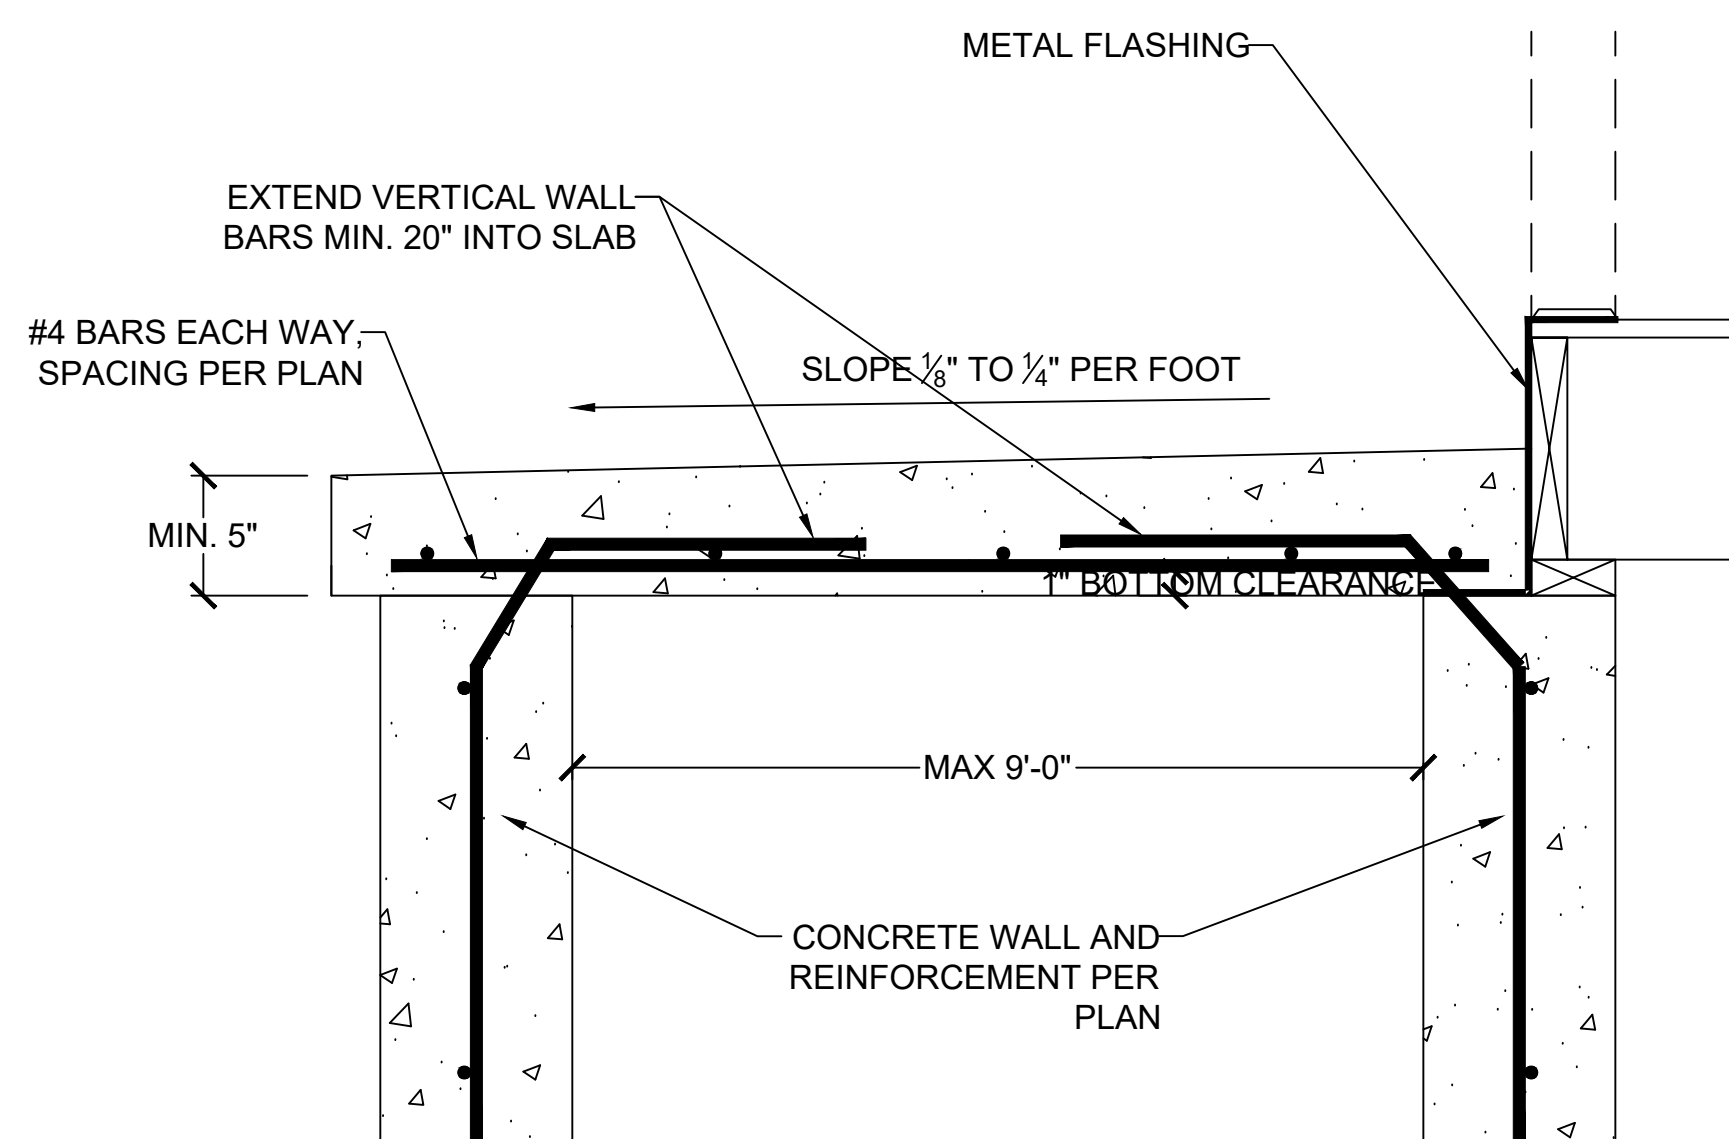 METAL FLASHING
EXTEND VERTICAL WALL
BARS MIN. 20" INTO SLAB
#4 BARS EACH WAY,
SPACING PER PLAN
SLOPE 1/8" TO 1/4" PER FOOT
MIN. 5"
1" BOTTOM CLEARANCE
MAX 9'-0"
CONCRETE WALL AND
REINFORCEMENT PER
PLAN